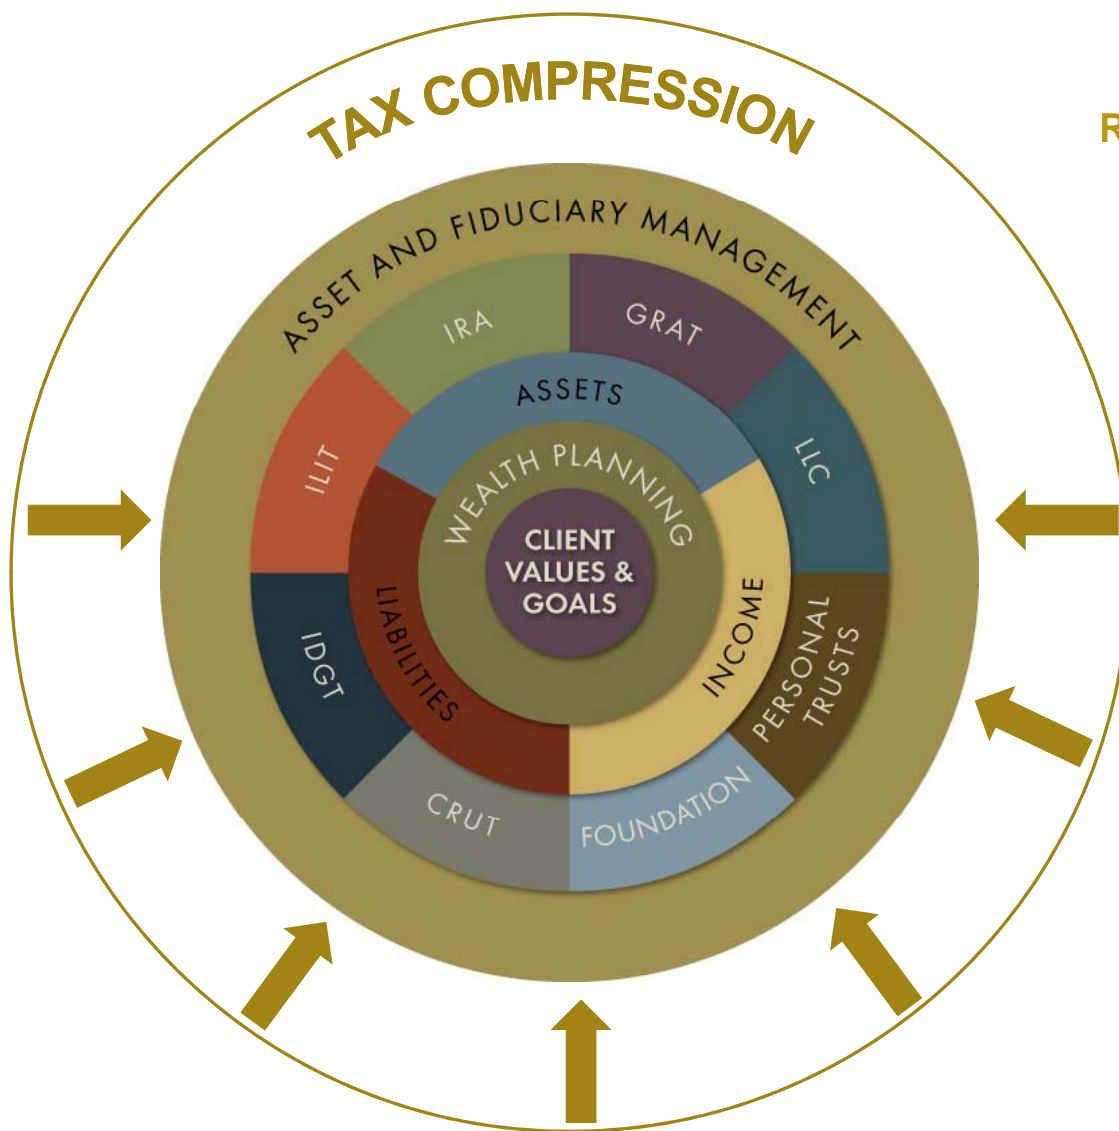 TAX COMPRESSION
R
ASSET AND FIDUCIARY MANAGEMENT
IRA
GRAT
ASSETS
ILIT
LLC
WEALTH PLANNING
CLIENT
VALUES &
GOALS
LIABILITIES
INCOME
IDGT
PERSONAL
TRUSTS
CRUT
FOUNDATION